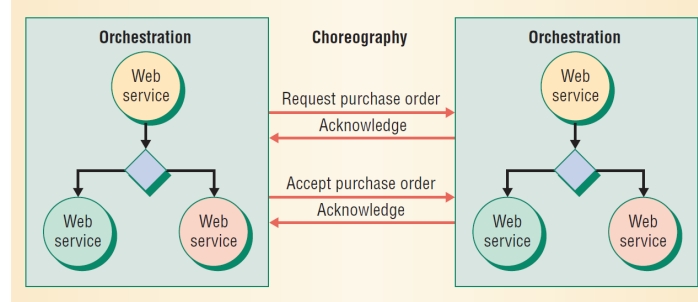 Orchestration
Choreography
Orchestration
Web
service
Web
service
Web
service
Request purchase order
Acknowledge
Accept purchase order
Acknowledge
Web
service
Web
service
Web
service